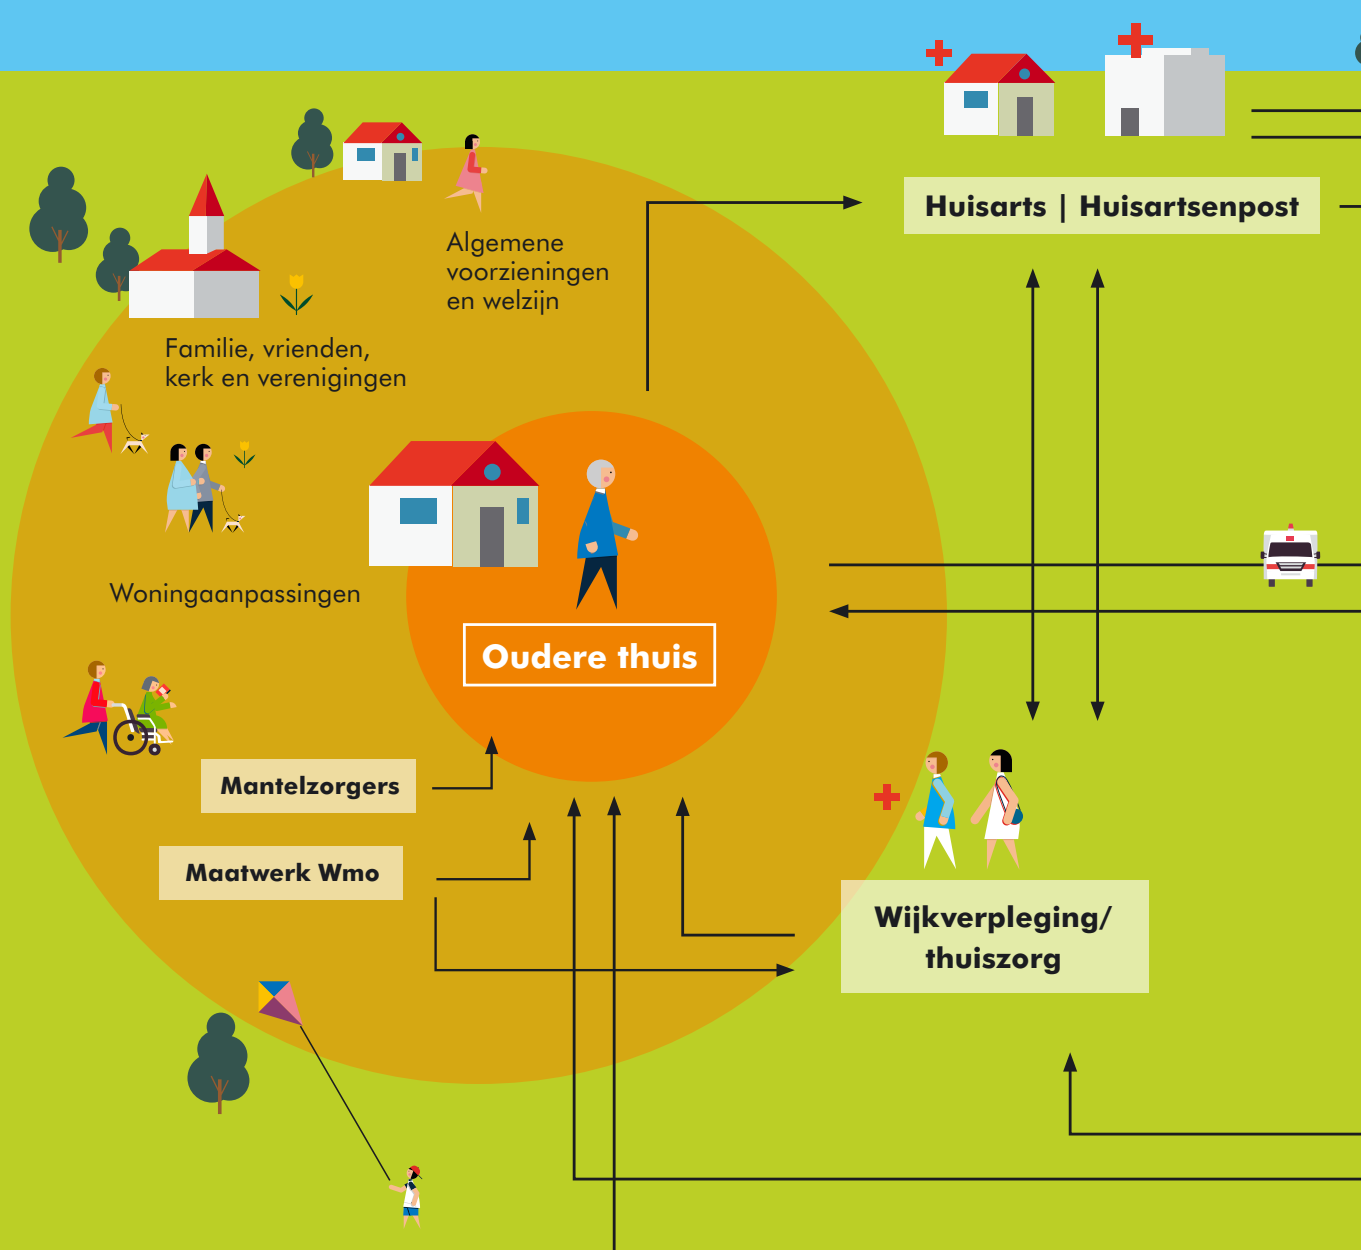 Huisarts | Huisartsenpost
Algemene
voorzieningen
en welzijn
Familie, vrienden,
kerk en verenigingen
Woningaanpassingen
Oudere thuis
Mantelzorgers
Maatwerk Wmo
Wijkverpleging/
thuiszorg